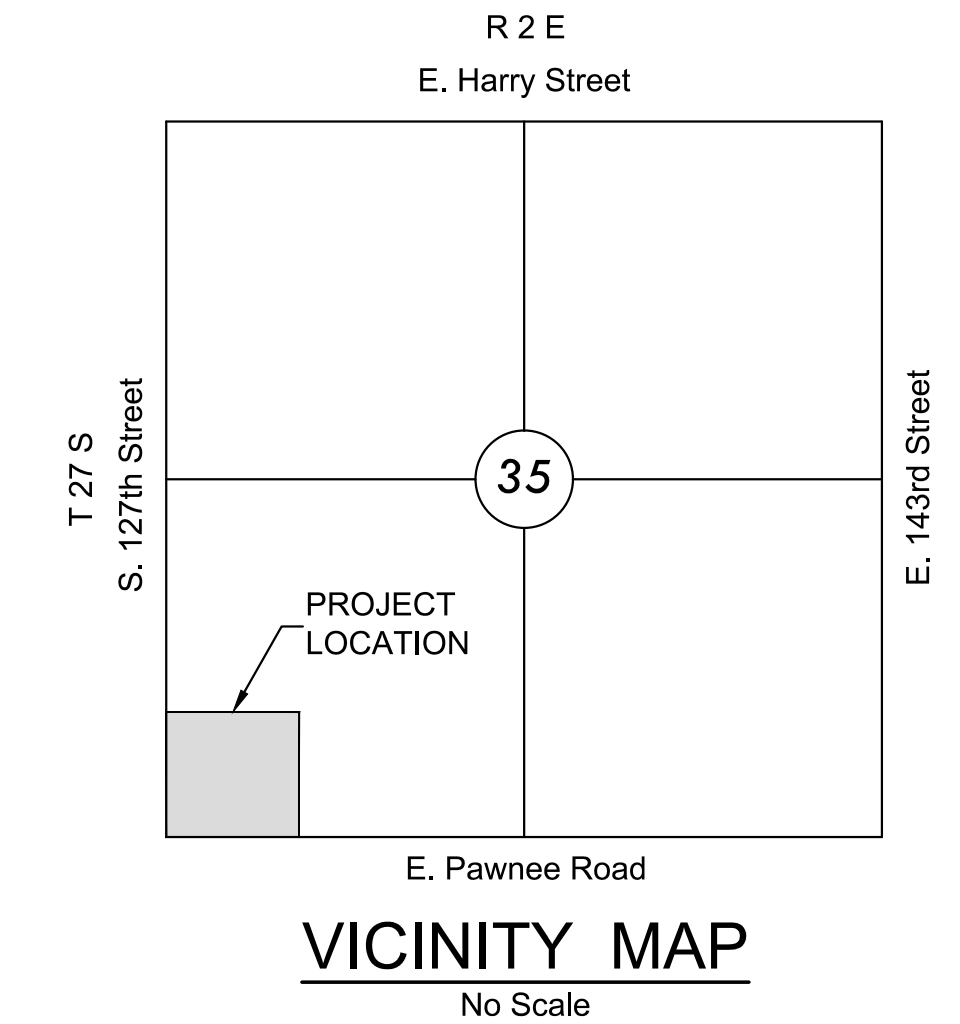 R 2 E
E. Harry Street
T 27 S
S. 127th Street
35
E. 143rd Street
PROJECT
LOCATION
E. Pawnee Road
VICINITY MAP
No Scale